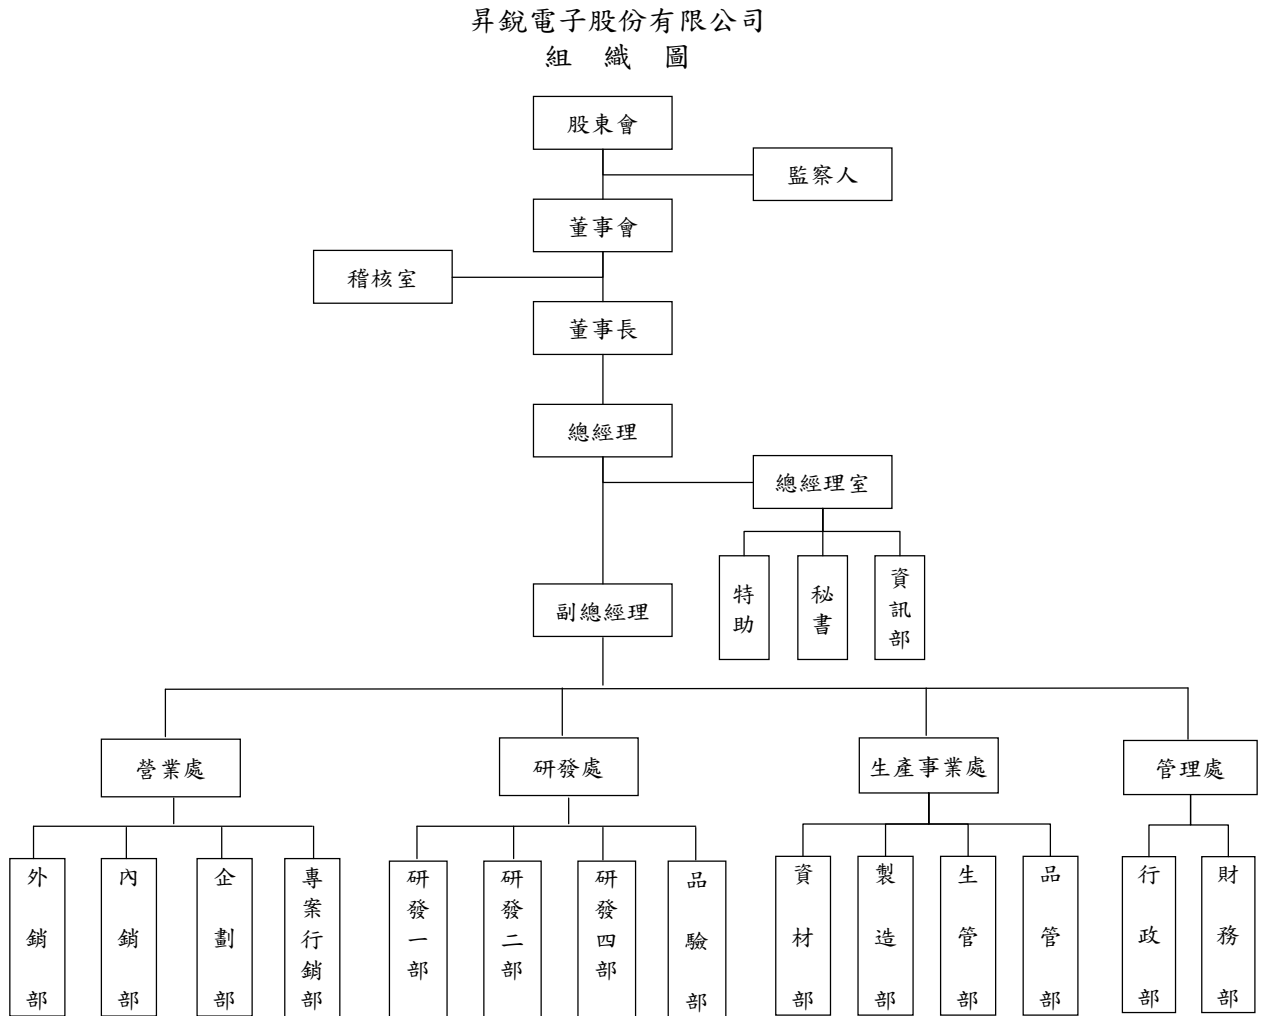 昇銳電子股份有限公司
組 織 圖
股東會
監察人
董事會
稽核室
董事長
總經理
總經理室
特助
秘書
資訊部
副總經理
營業處
研發處
生產事業處
管理處
外銷部
內銷部
企劃部
專案行銷部
研發一部
研發二部
研發四部
品驗部
資材部
製造部
生管部
品管部
行政部
財務部